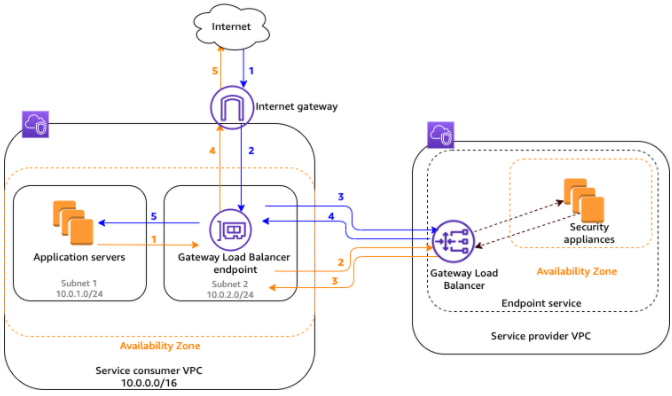 Internet
5
1
Internet gateway
4
2
3
4
5
1
Application servers
Gateway Load Balancer
endpoint
Subnet 1
10.0.1.0/24
Subnet 2
10.0.2.0/24
2
3
Availability Zone
Service consumer VPC
10.0.0.0/16
Security
appliances
Availability Zone
Gateway Load
Balancer
Endpoint service
Service provider VPC